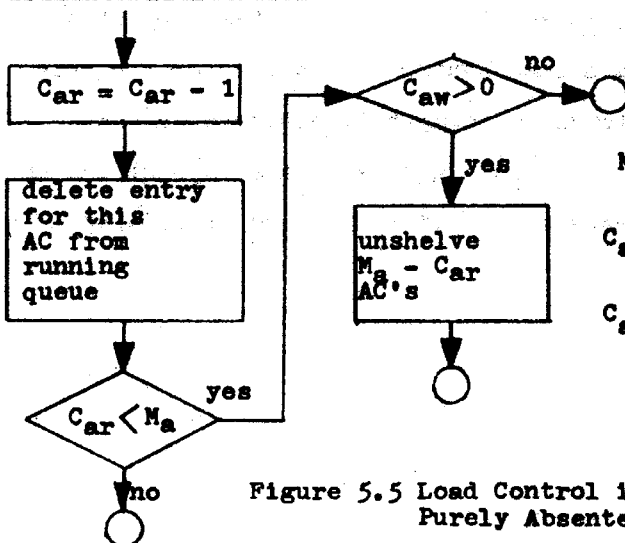 C_ar = C_ar - 1
delete entry
for this
AC from
running
queue
C_ar < M_a
yes
no
C_aw > 0
no
yes
unshelve
M_a - C_ar
AC's
Figure 5.5 Load Control i
Purely Absente